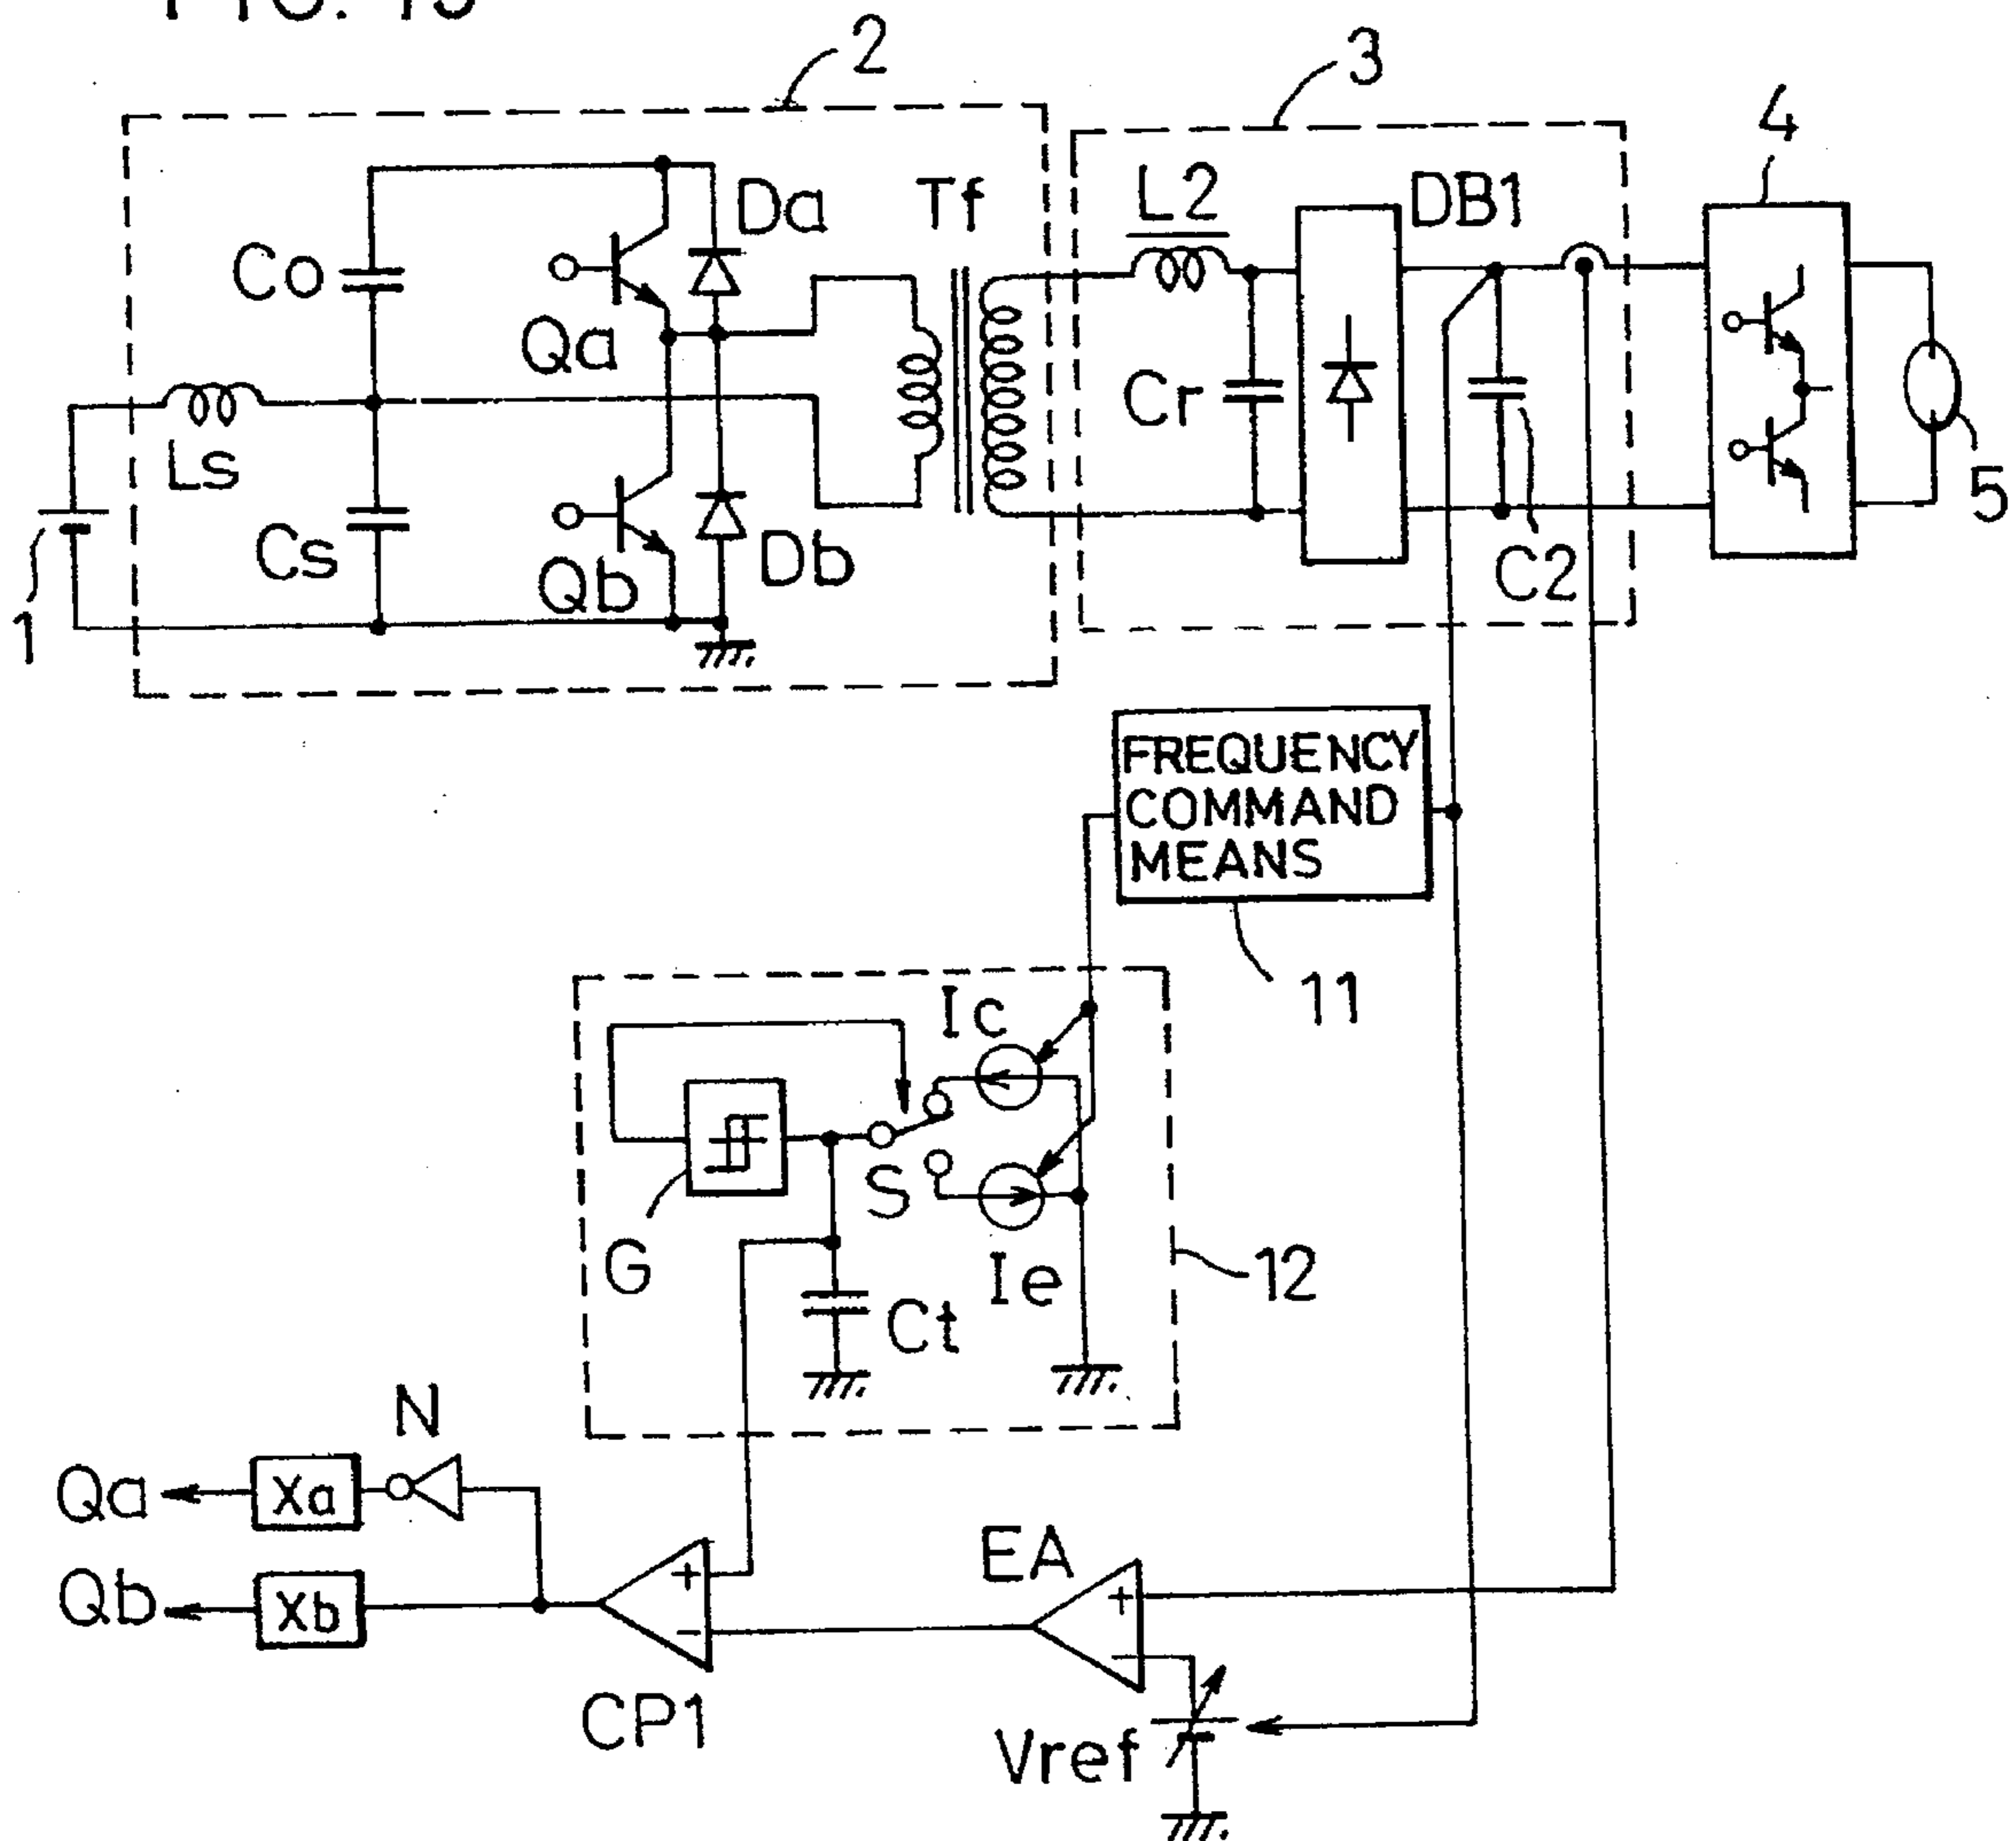 2
3
4
Da
Tf
L2
DB1
Co
Qa
Cr
Ls
5
Cs
Qb
Db
C2
1
FREQUENCY
COMMAND
MEANS
11
Ic
S
G
Ie
12
Ct
N
Qa
Xa
EA
+
+
Qb
Xb
−
−
CP1
Vref